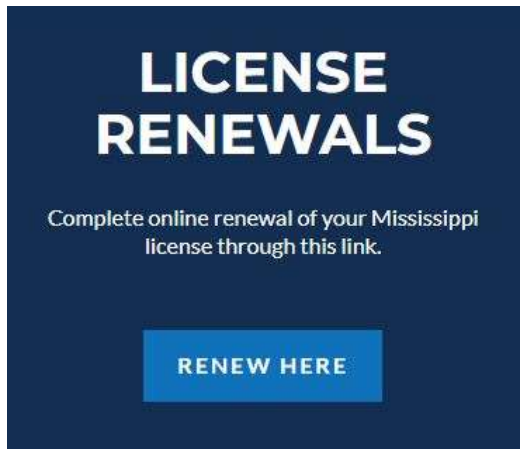 LICENSE
RENEWALS
Complete online renewal of your Mississippi
license through this link.
RENEW HERE